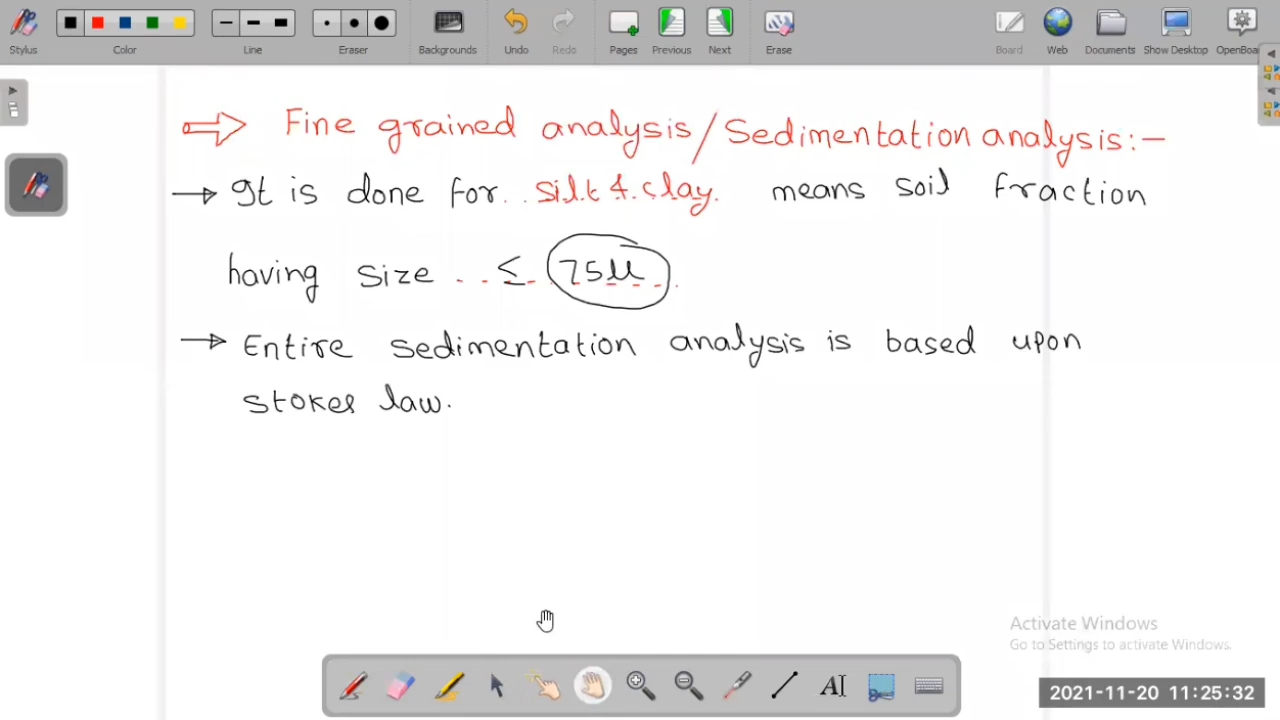 Stylus
Color
Line
Eraser
Backgrounds
Undo
Redo
Pages
Previous
Next
Erase
Board
Web
Documents
Show Desktop
OpenBoa
⇒ Fine grained analysis/Sedimentation analysis:-
→ It is done for.. silt & clay. means soil fraction
having size .. ≤ 75μ
→ Entire sedimentation analysis is based upon
stokes law.
Activate Windows
Go to Settings to activate Windows.
2021-11-20 11:25:32